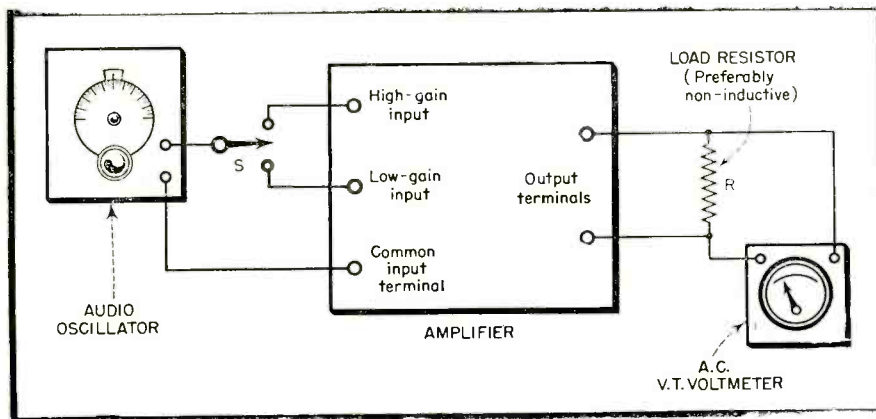 LOAD RESISTOR
(Preferably
non-inductive)
High-gain
input
S
Low-gain
input
Output
terminals
R
Common
input
terminal
AUDIO
OSCILLATOR
AMPLIFIER
A.C.
V.T. VOLTMETER